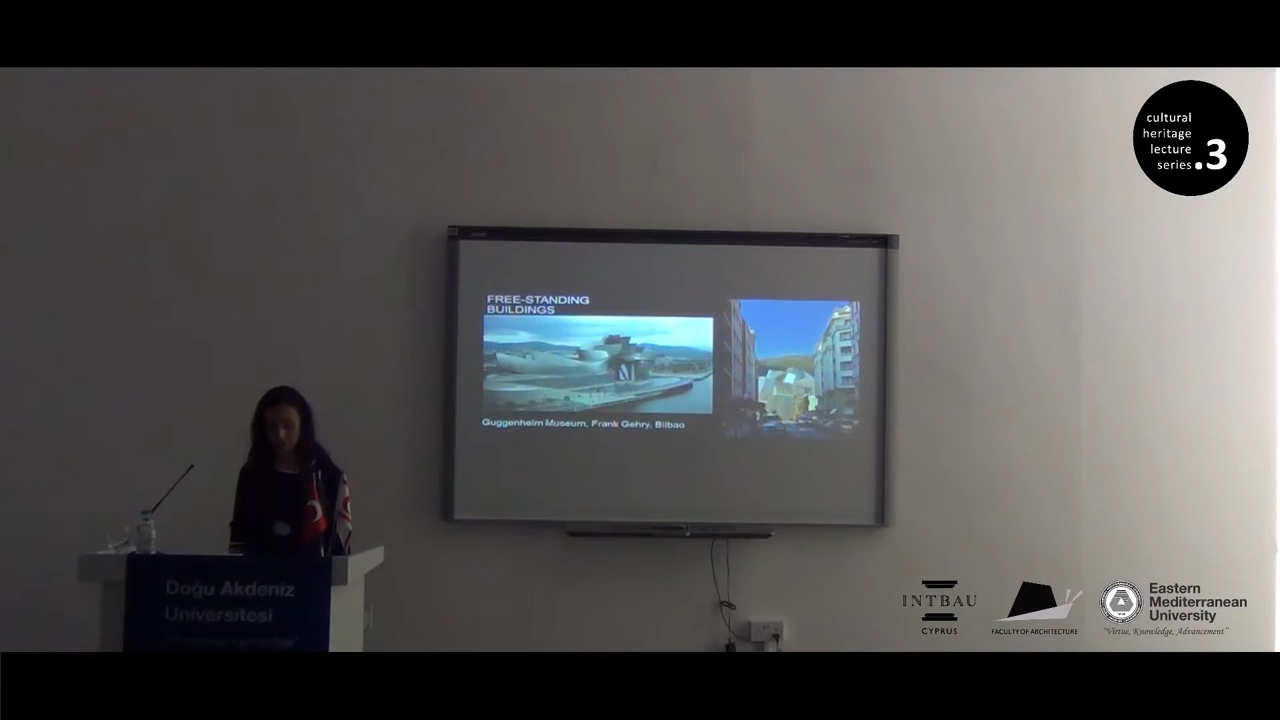 cultural
heritage
lecture
series.3
FREE-STANDING
BUILDINGS
Guggenheim Museum, Frank Gehry, Bilbao
Doğu Akdeniz
Üniversitesi
INTBAU
CYPRUS
FACULTY OF ARCHITECTURE
Eastern
Mediterranean
University
"Virtue, Knowledge, Advancement"